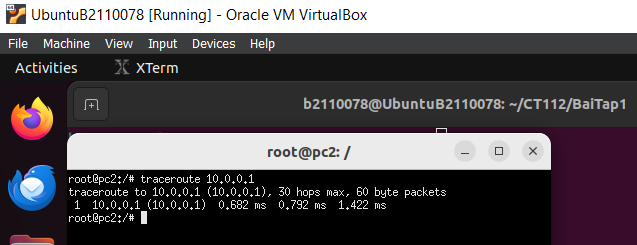 UbuntuB2110078 [Running] - Oracle VM VirtualBox
File Machine View Input Devices Help
Activities XTerm
b2110078@UbuntuB2110078: ~/CT112/BaiTap1
root@pc2: /
root@pc2:/# traceroute 10.0.0.1
traceroute to 10.0.0.1 (10.0.0.1), 30 hops max, 60 byte packets
1 10.0.0.1 (10.0.0.1) 0.682 ms 0.792 ms 1.422 ms
root@pc2:/#